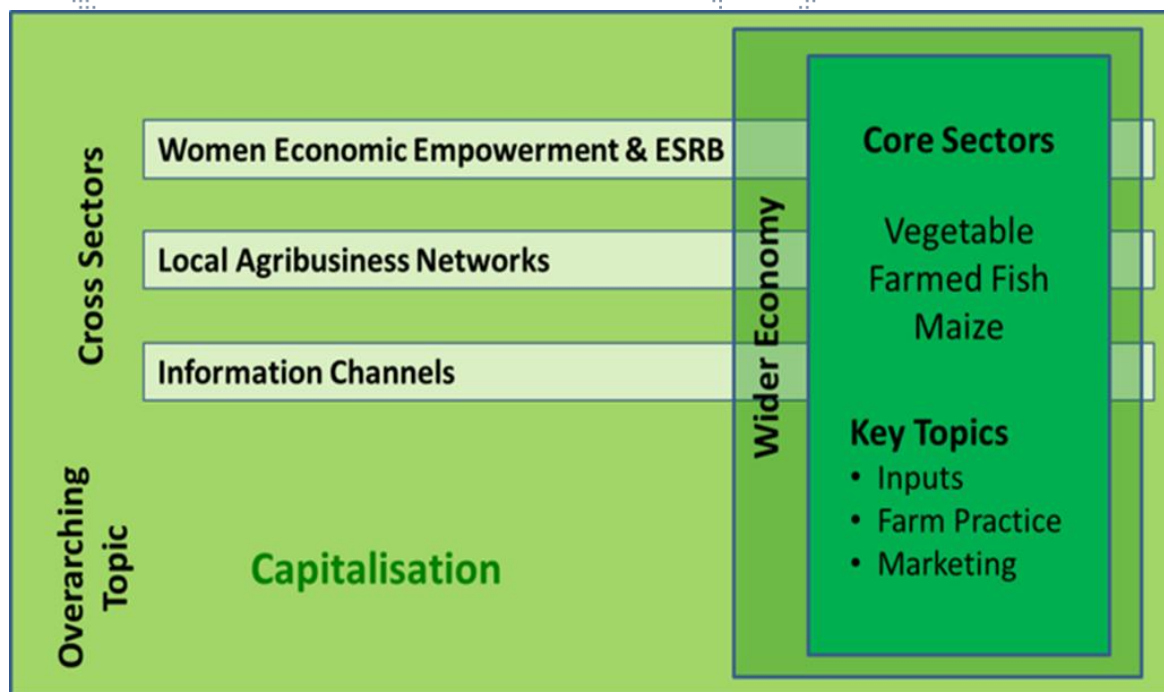 Cross Sectors
Women Economic Empowerment & ESRB
Local Agribusiness Networks
Information Channels
Overarching
Topic
Capitalisation
Wider Economy
Core Sectors
Vegetable
Farmed Fish
Maize
Key Topics
• Inputs
• Farm Practice
• Marketing